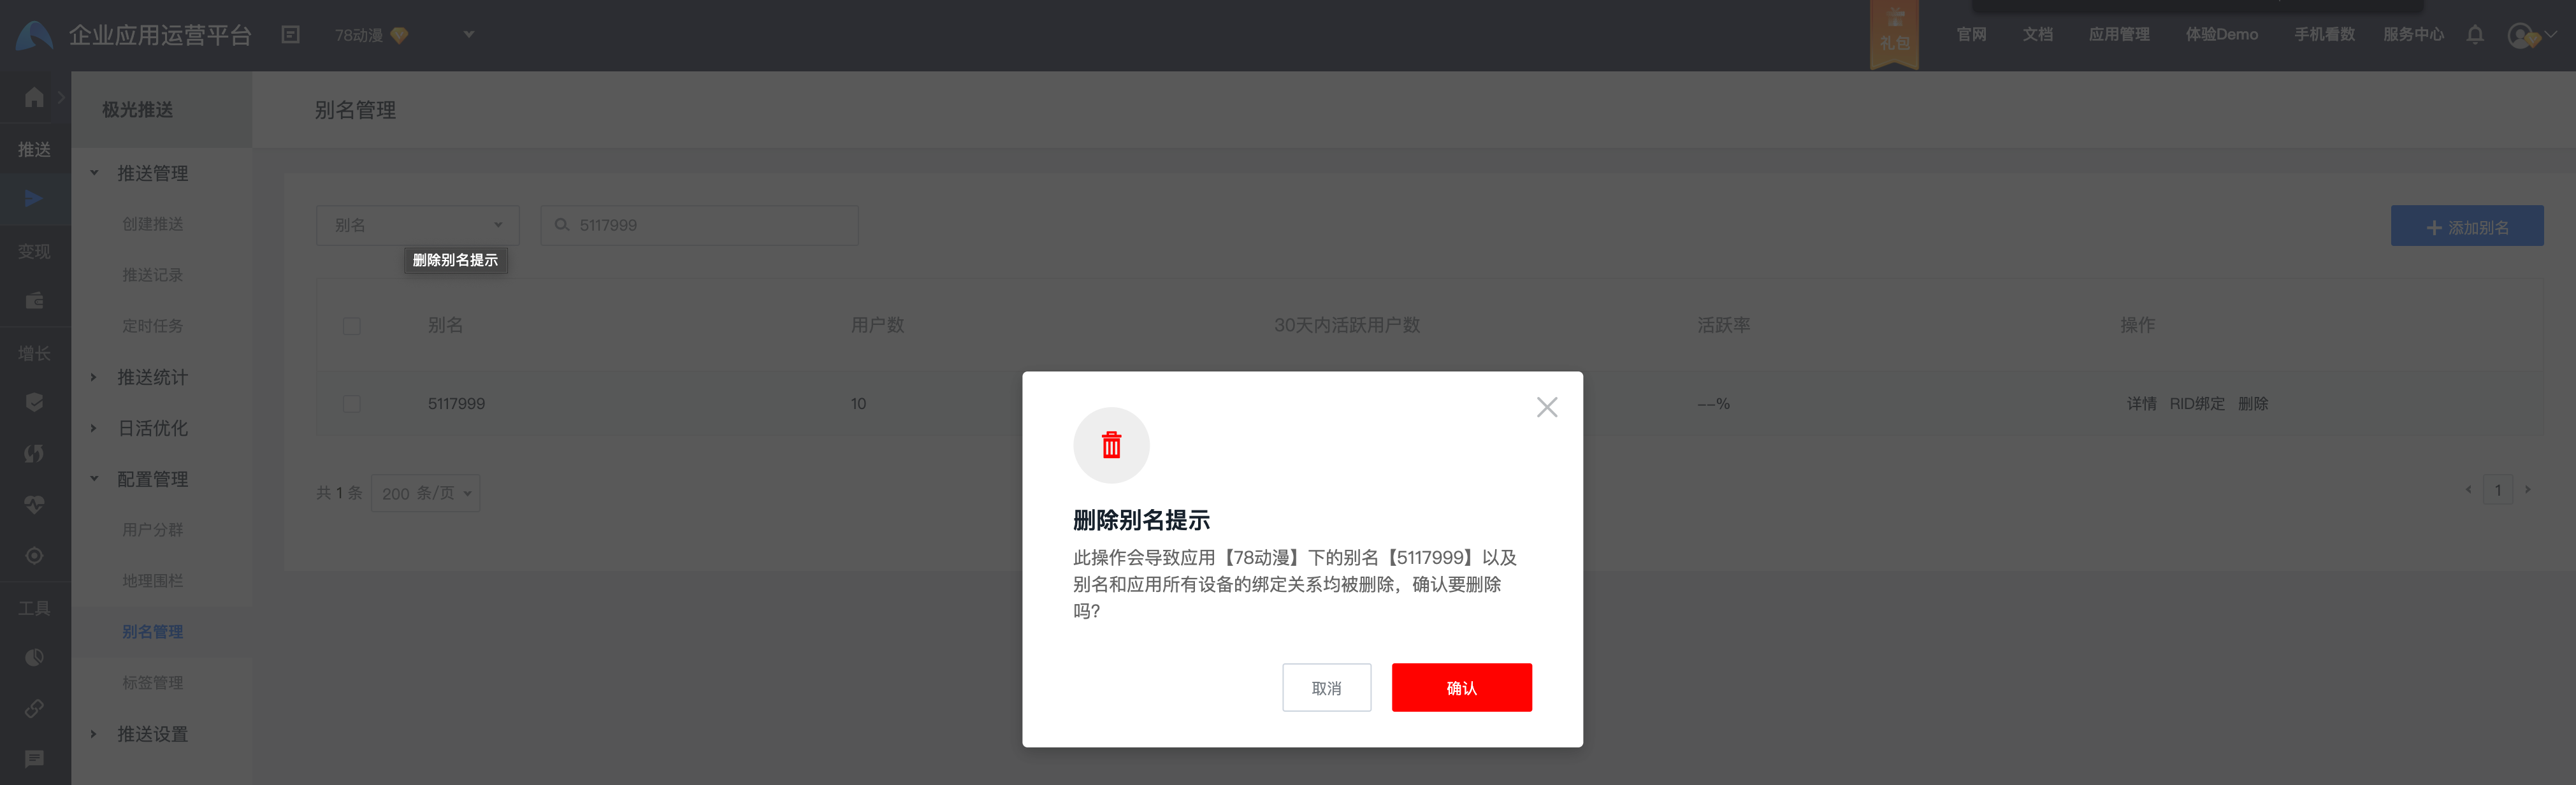 企业应用运营平台
78动漫
礼包
官网
文档
应用管理
体验Demo
手机看数
服务中心
推送
变现
增长
工具
极光推送
推送管理
创建推送
推送记录
定时任务
推送统计
日活优化
配置管理
用户分群
地理围栏
别名管理
标签管理
推送设置
别名管理
别名
5117999
添加别名
删除别名提示
别名 用户数 30天内活跃用户数 活跃率 操作
5117999 10 --% 详情 RID绑定 删除
共 1 条 200 条/页
1
删除别名提示
此操作会导致应用【78动漫】下的别名【5117999】以及
别名和应用所有设备的绑定关系均被删除，确认要删除
吗?
取消
确认